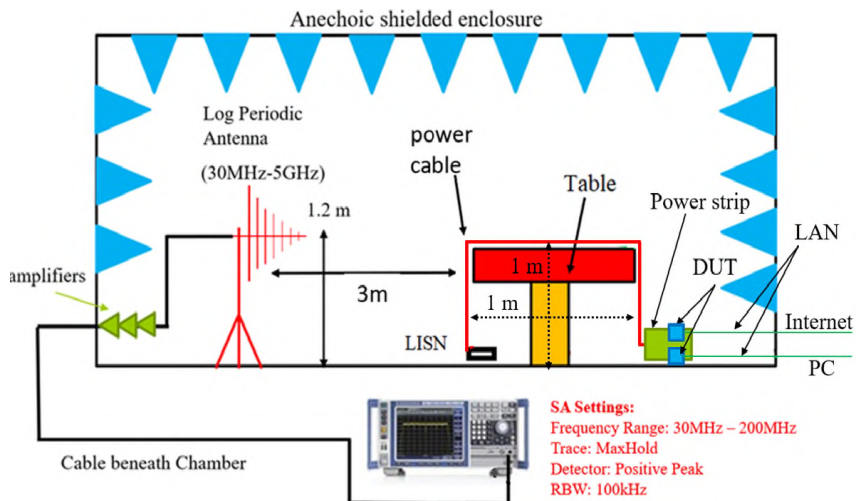 Anechoic shielded enclosure
Log Periodic
Antenna
(30MHz-5GHz)
1.2 m
power
cable
Table
Power strip
LAN
1 m
DUT
amplifiers
3m
1 m
Internet
LISN
PC
SA Settings:
Frequency Range: 30MHz – 200MHz
Trace: MaxHold
Detector: Positive Peak
RBW: 100kHz
Cable beneath Chamber